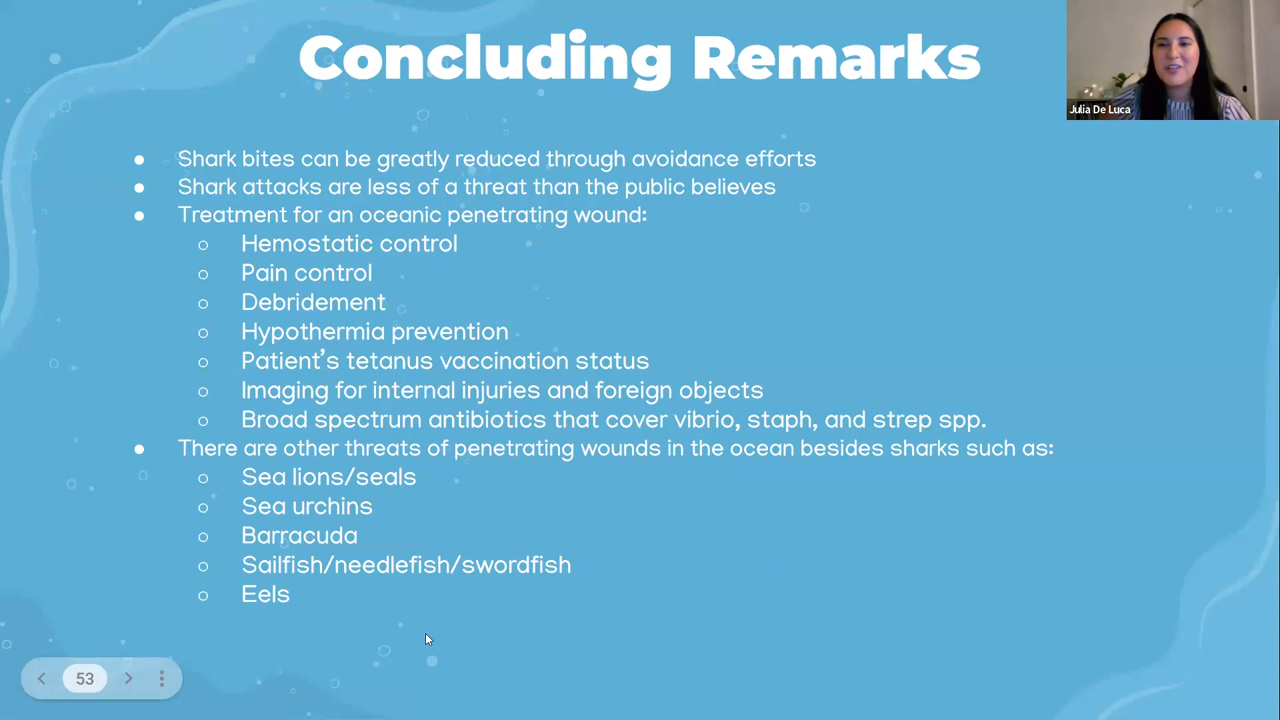 Concluding Remarks
Julia De Luca
● Shark bites can be greatly reduced through avoidance efforts
● Shark attacks are less of a threat than the public believes
● Treatment for an oceanic penetrating wound:
○ Hemostatic control
○ Pain control
○ Debridement
○ Hypothermia prevention
○ Patient's tetanus vaccination status
○ Imaging for internal injuries and foreign objects
○ Broad spectrum antibiotics that cover vibrio, staph, and strep spp.
● There are other threats of penetrating wounds in the ocean besides sharks such as:
○ Sea lions/seals
○ Sea urchins
○ Barracuda
○ Sailfish/needlefish/swordfish
○ Eels
53